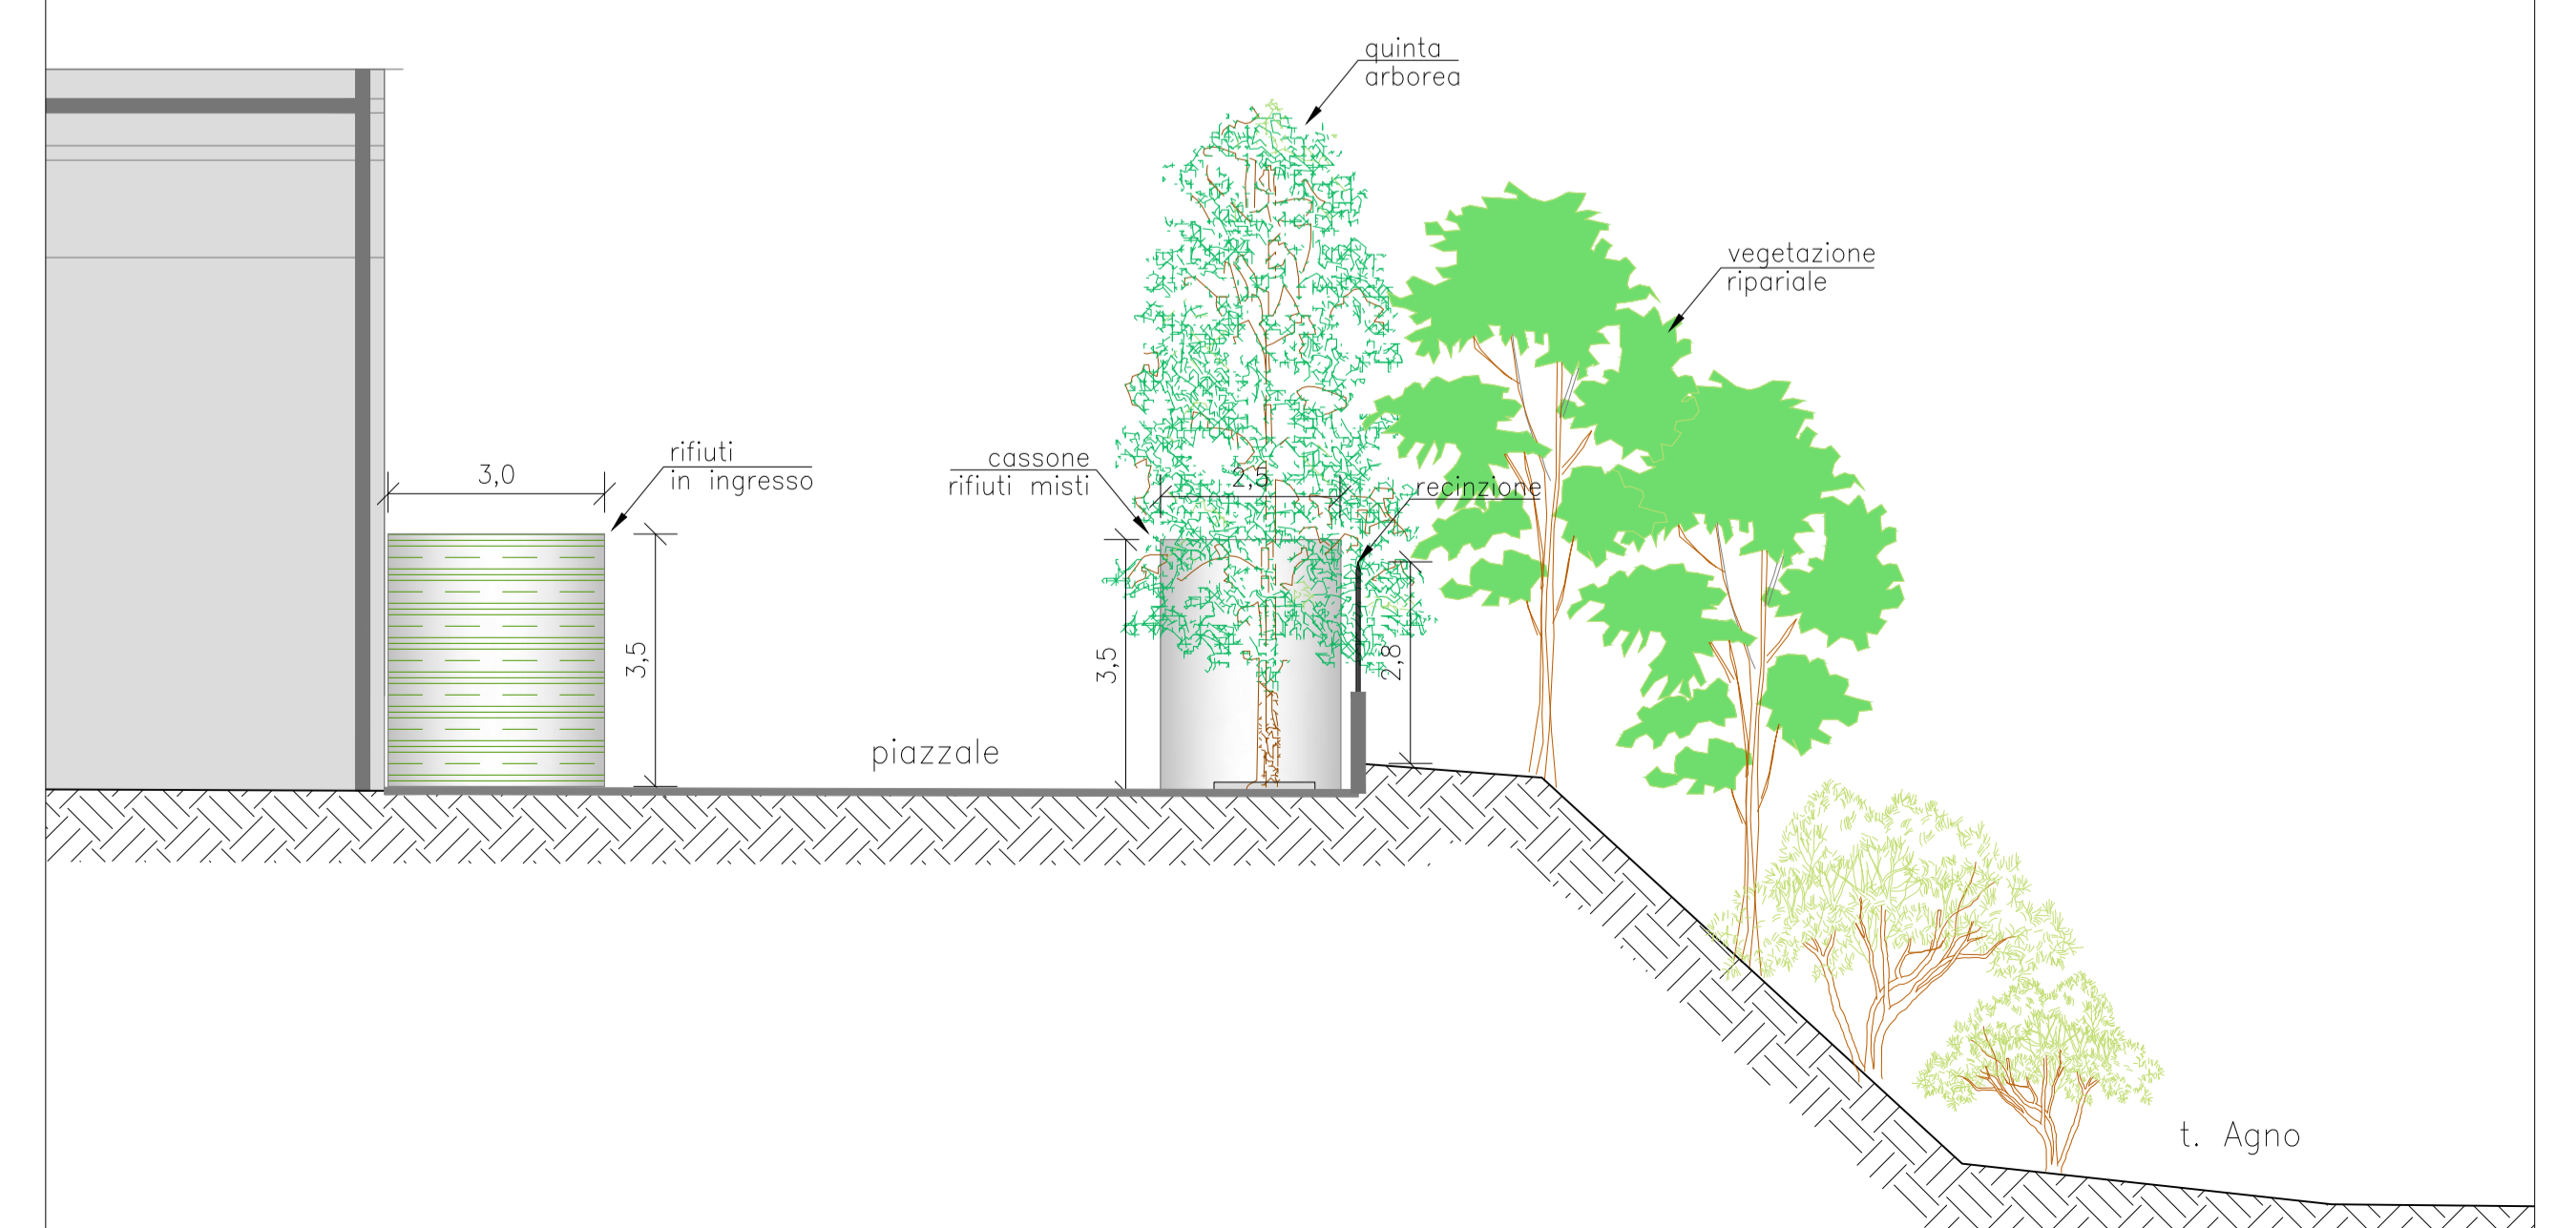 quinta
arborea
vegetazione
ripariale
rifiuti
in ingresso
3,0
cassone
rifiuti misti
2,5
recinzione
3,5
3,5
2,8
piazzale
t. Agno